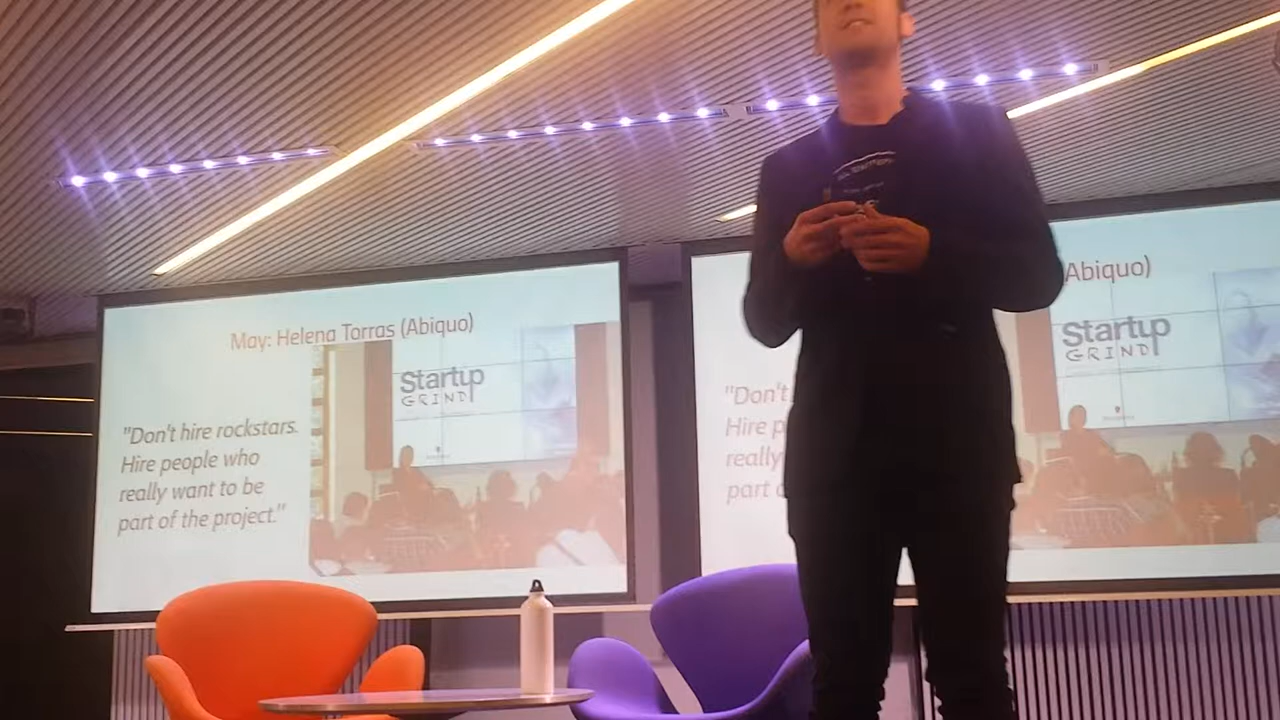 May: Helena Torras (Abiquo)
Startup
GRIND
"Don't hire rockstars.
Hire people who
really want to be
part of the project."
Abiquo)
Startup
GRIND
"Don't
Hire p
really
part